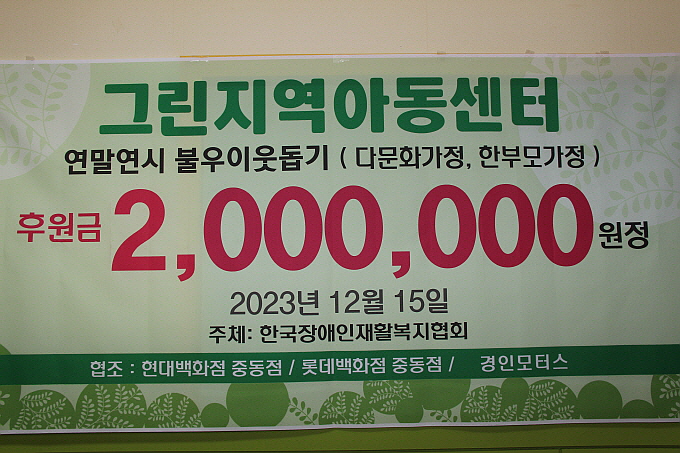 그린지역아동센터
연말연시 불우이웃돕기 ( 다문화가정, 한부모가정 )
후원금 2,000,000 원정
2023년 12월 15일
주체: 한국장애인재활복지협회
협조 : 현대백화점 중동점 / 롯데백화점 중동점 / 경인모터스